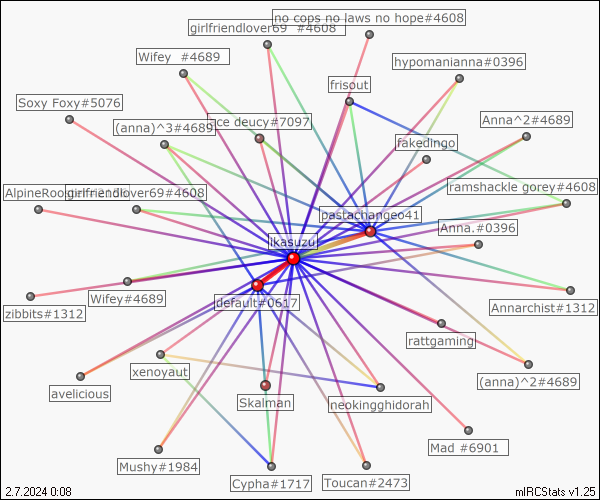 no cops no laws no hope#4608
girlfriendlover69 #4608
Wifey #4689
hypomanianna#0396
frisout
Soxy Foxy#5076
(anna)^3#4689
ce deucy#7097
Anna^2#4689
fakedingo
AlpineRoo
girlfriendlover69#4608
ramshackle gorey#4608
pastachangeo41
Anna.#0396
ikasuzu
default#0617
Wifey#4689
zibbits#1312
Annarchist#1312
rattgaming
xenoyaut
avelicious
Skalman
neokingghidorah
(anna)^2#4689
Mad #6901
Mushy#1984
Cypha#1717
Toucan#2473
2.7.2024 0:08
mIRCStats v1.25